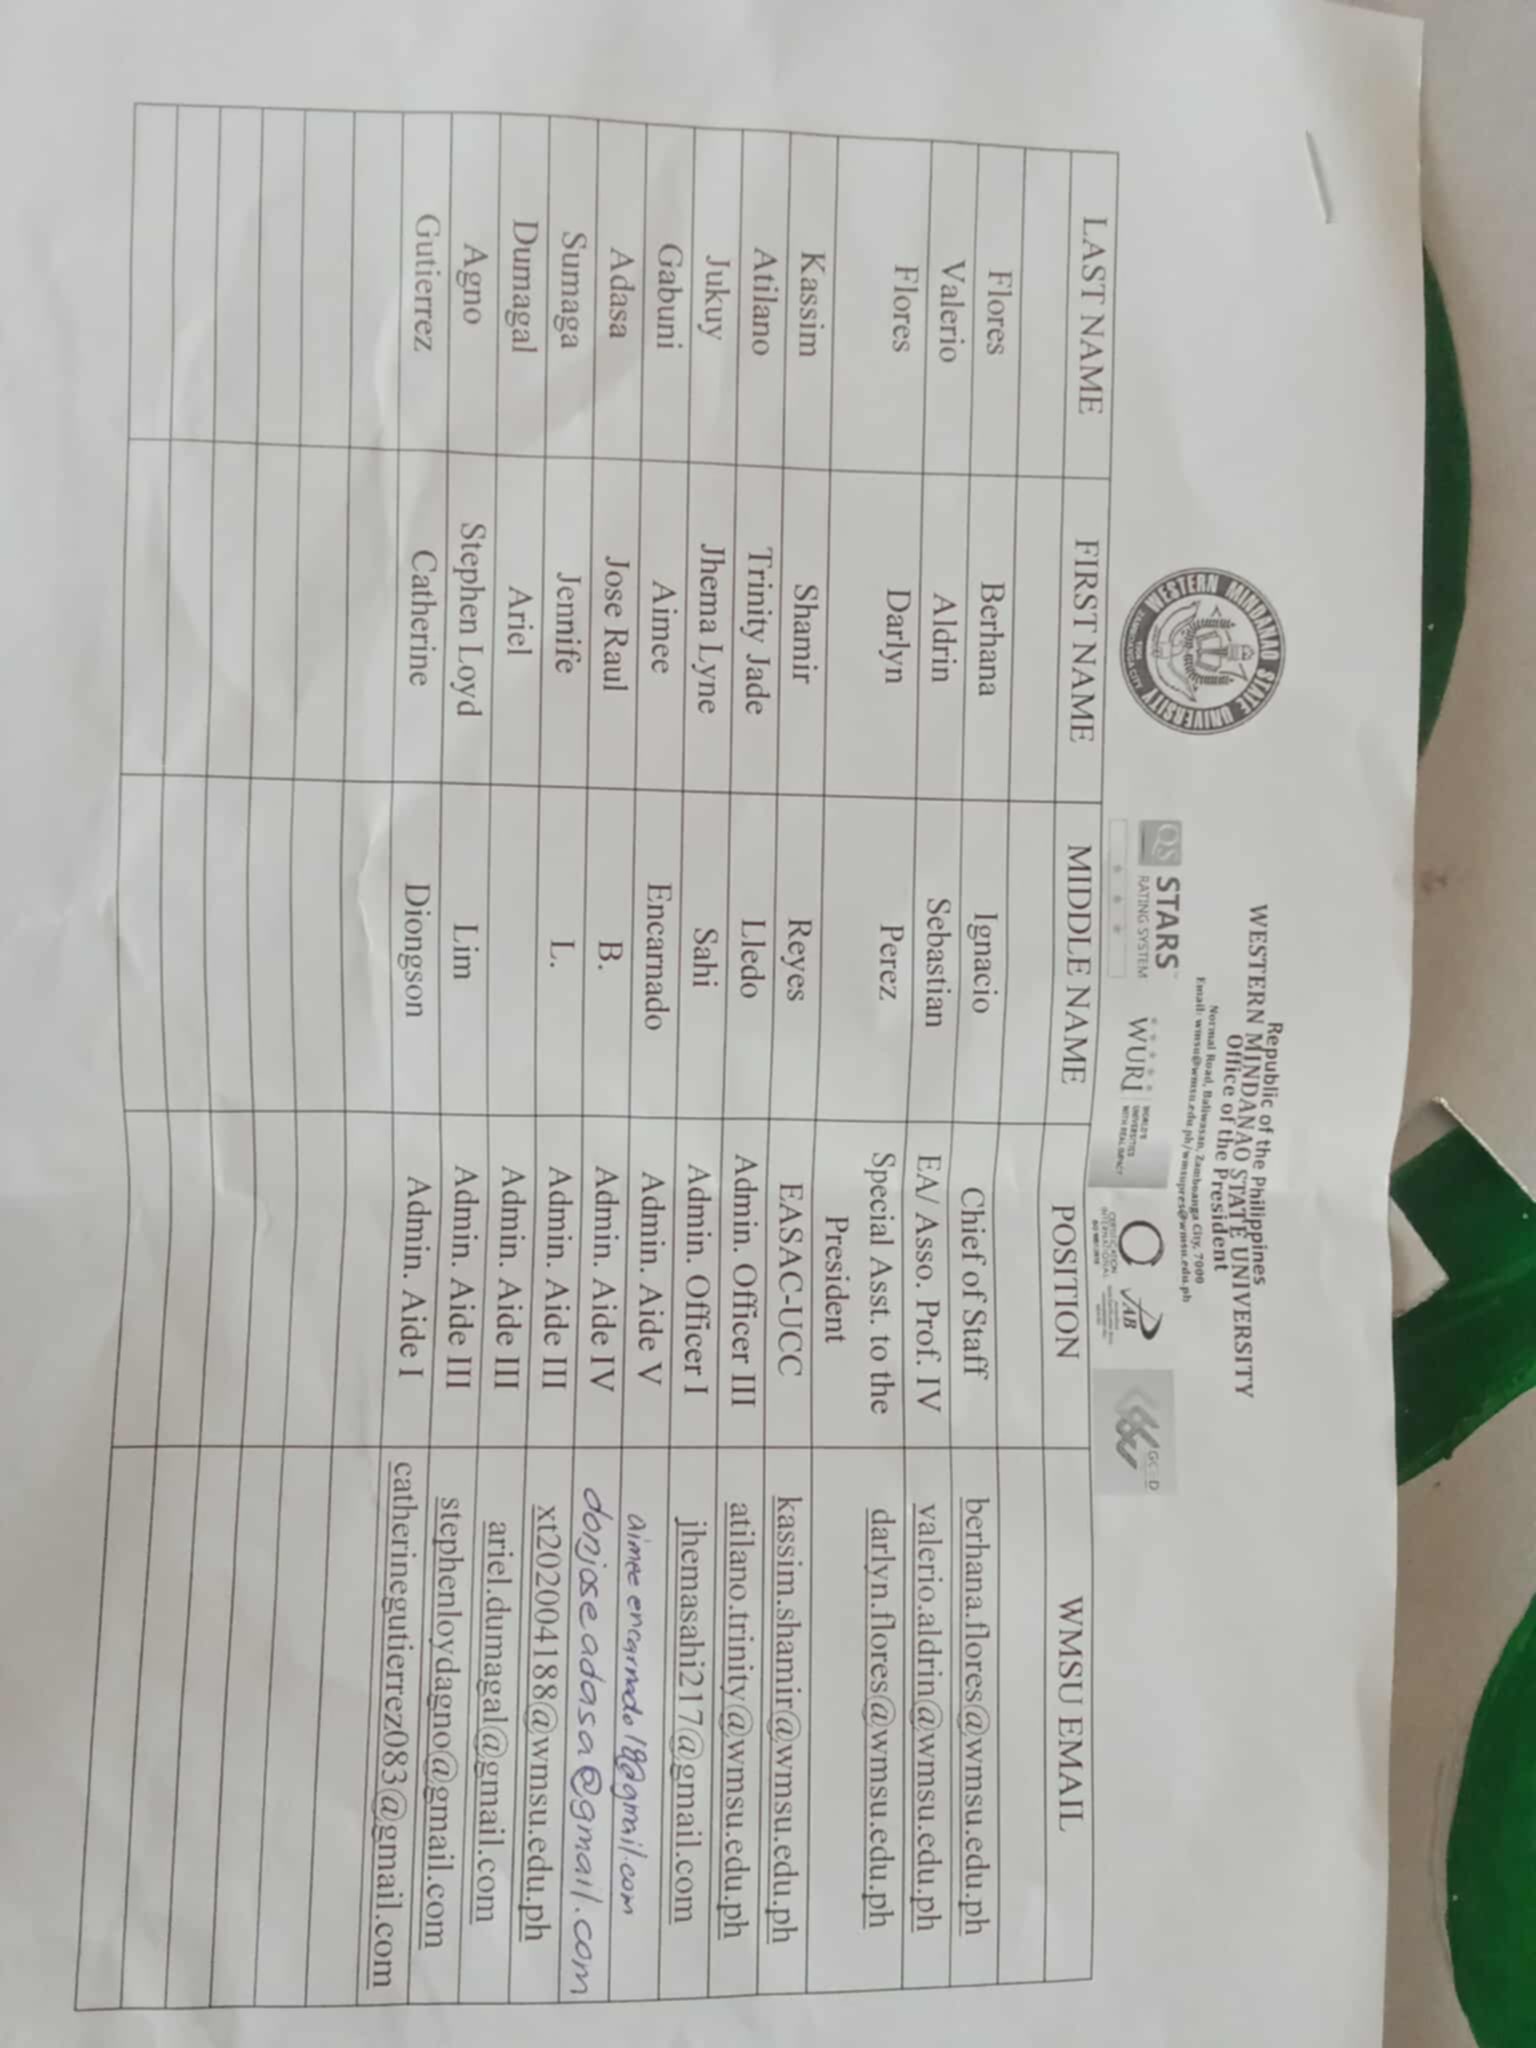 Republic of the Philippines
WESTERN MINDANAO STATE UNIVERSITY
Office of the President
Normal Road, Baliwasan, Zamboanga City, 7000
Email: wmsu@wmsu.edu.ph/wmsupres@wmsu.edu.ph
WESTERN MINDANAO STATE UNIVERSITY
ZAMBOANGA CITY
1904
QS STARS
RATING SYSTEM
WURI WORLD'S UNIVERSITIES WITH REAL IMPACT
CERTIFICATION INTERNATIONAL
PAB
LAST NAME FIRST NAME MIDDLE NAME POSITION WMSU EMAIL
Flores Berhana Ignacio Chief of Staff berhana.flores@wmsu.edu.ph
Valerio Aldrin Sebastian EA/ Asso. Prof. IV valerio.aldrin@wmsu.edu.ph
Flores Darlyn Perez Special Asst. to the darlyn.flores@wmsu.edu.ph
President
Kassim Shamir Reyes EASAC-UCC kassim.shamir@wmsu.edu.ph
Atilano Trinity Jade Lledo Admin. Officer III atilano.trinity@wmsu.edu.ph
Jukuy Jhema Lyne Sahi Admin. Officer I jhemasahi217@gmail.com
Gabuni Aimee Encarnado Admin. Aide V aimee encarnado18@gmail.com
Adasa Jose Raul B. Admin. Aide IV donjoseadasa@gmail.com
Sumaga Jennife L. Admin. Aide III xt202004188@wmsu.edu.ph
Dumagal Ariel Admin. Aide III ariel.dumagal@gmail.com
Agno Stephen Loyd Lim Admin. Aide III stephenloydagno@gmail.com
Gutierrez Catherine Diongson Admin. Aide I catherinegutierrez083@gmail.com